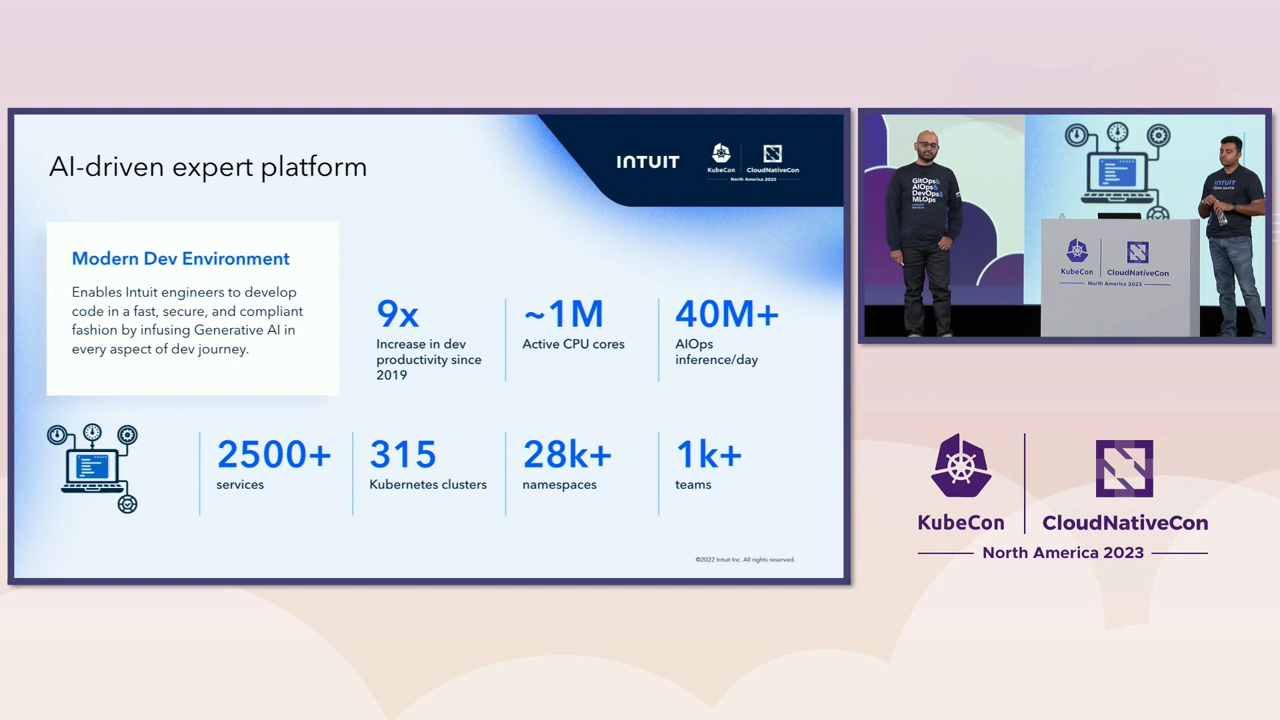 AI-driven expert platform
INTUIT
KubeCon
CloudNativeCon
North America 2023
Modern Dev Environment
Enables Intuit engineers to develop
code in a fast, secure, and compliant
fashion by infusing Generative AI in
every aspect of dev journey.
9x
Increase in dev
productivity since
2019
~1M
Active CPU cores
40M+
AIOps
inference/day
2500+
services
315
Kubernetes clusters
28k+
namespaces
1k+
teams
©2022 Intuit Inc. All rights reserved.
GitOps&
AIOps&
DevOps&
MLOps
INTUIT
Open Source
KubeCon
CloudNativeCon
North America 2023
KubeCon
CloudNativeCon
North America 2023